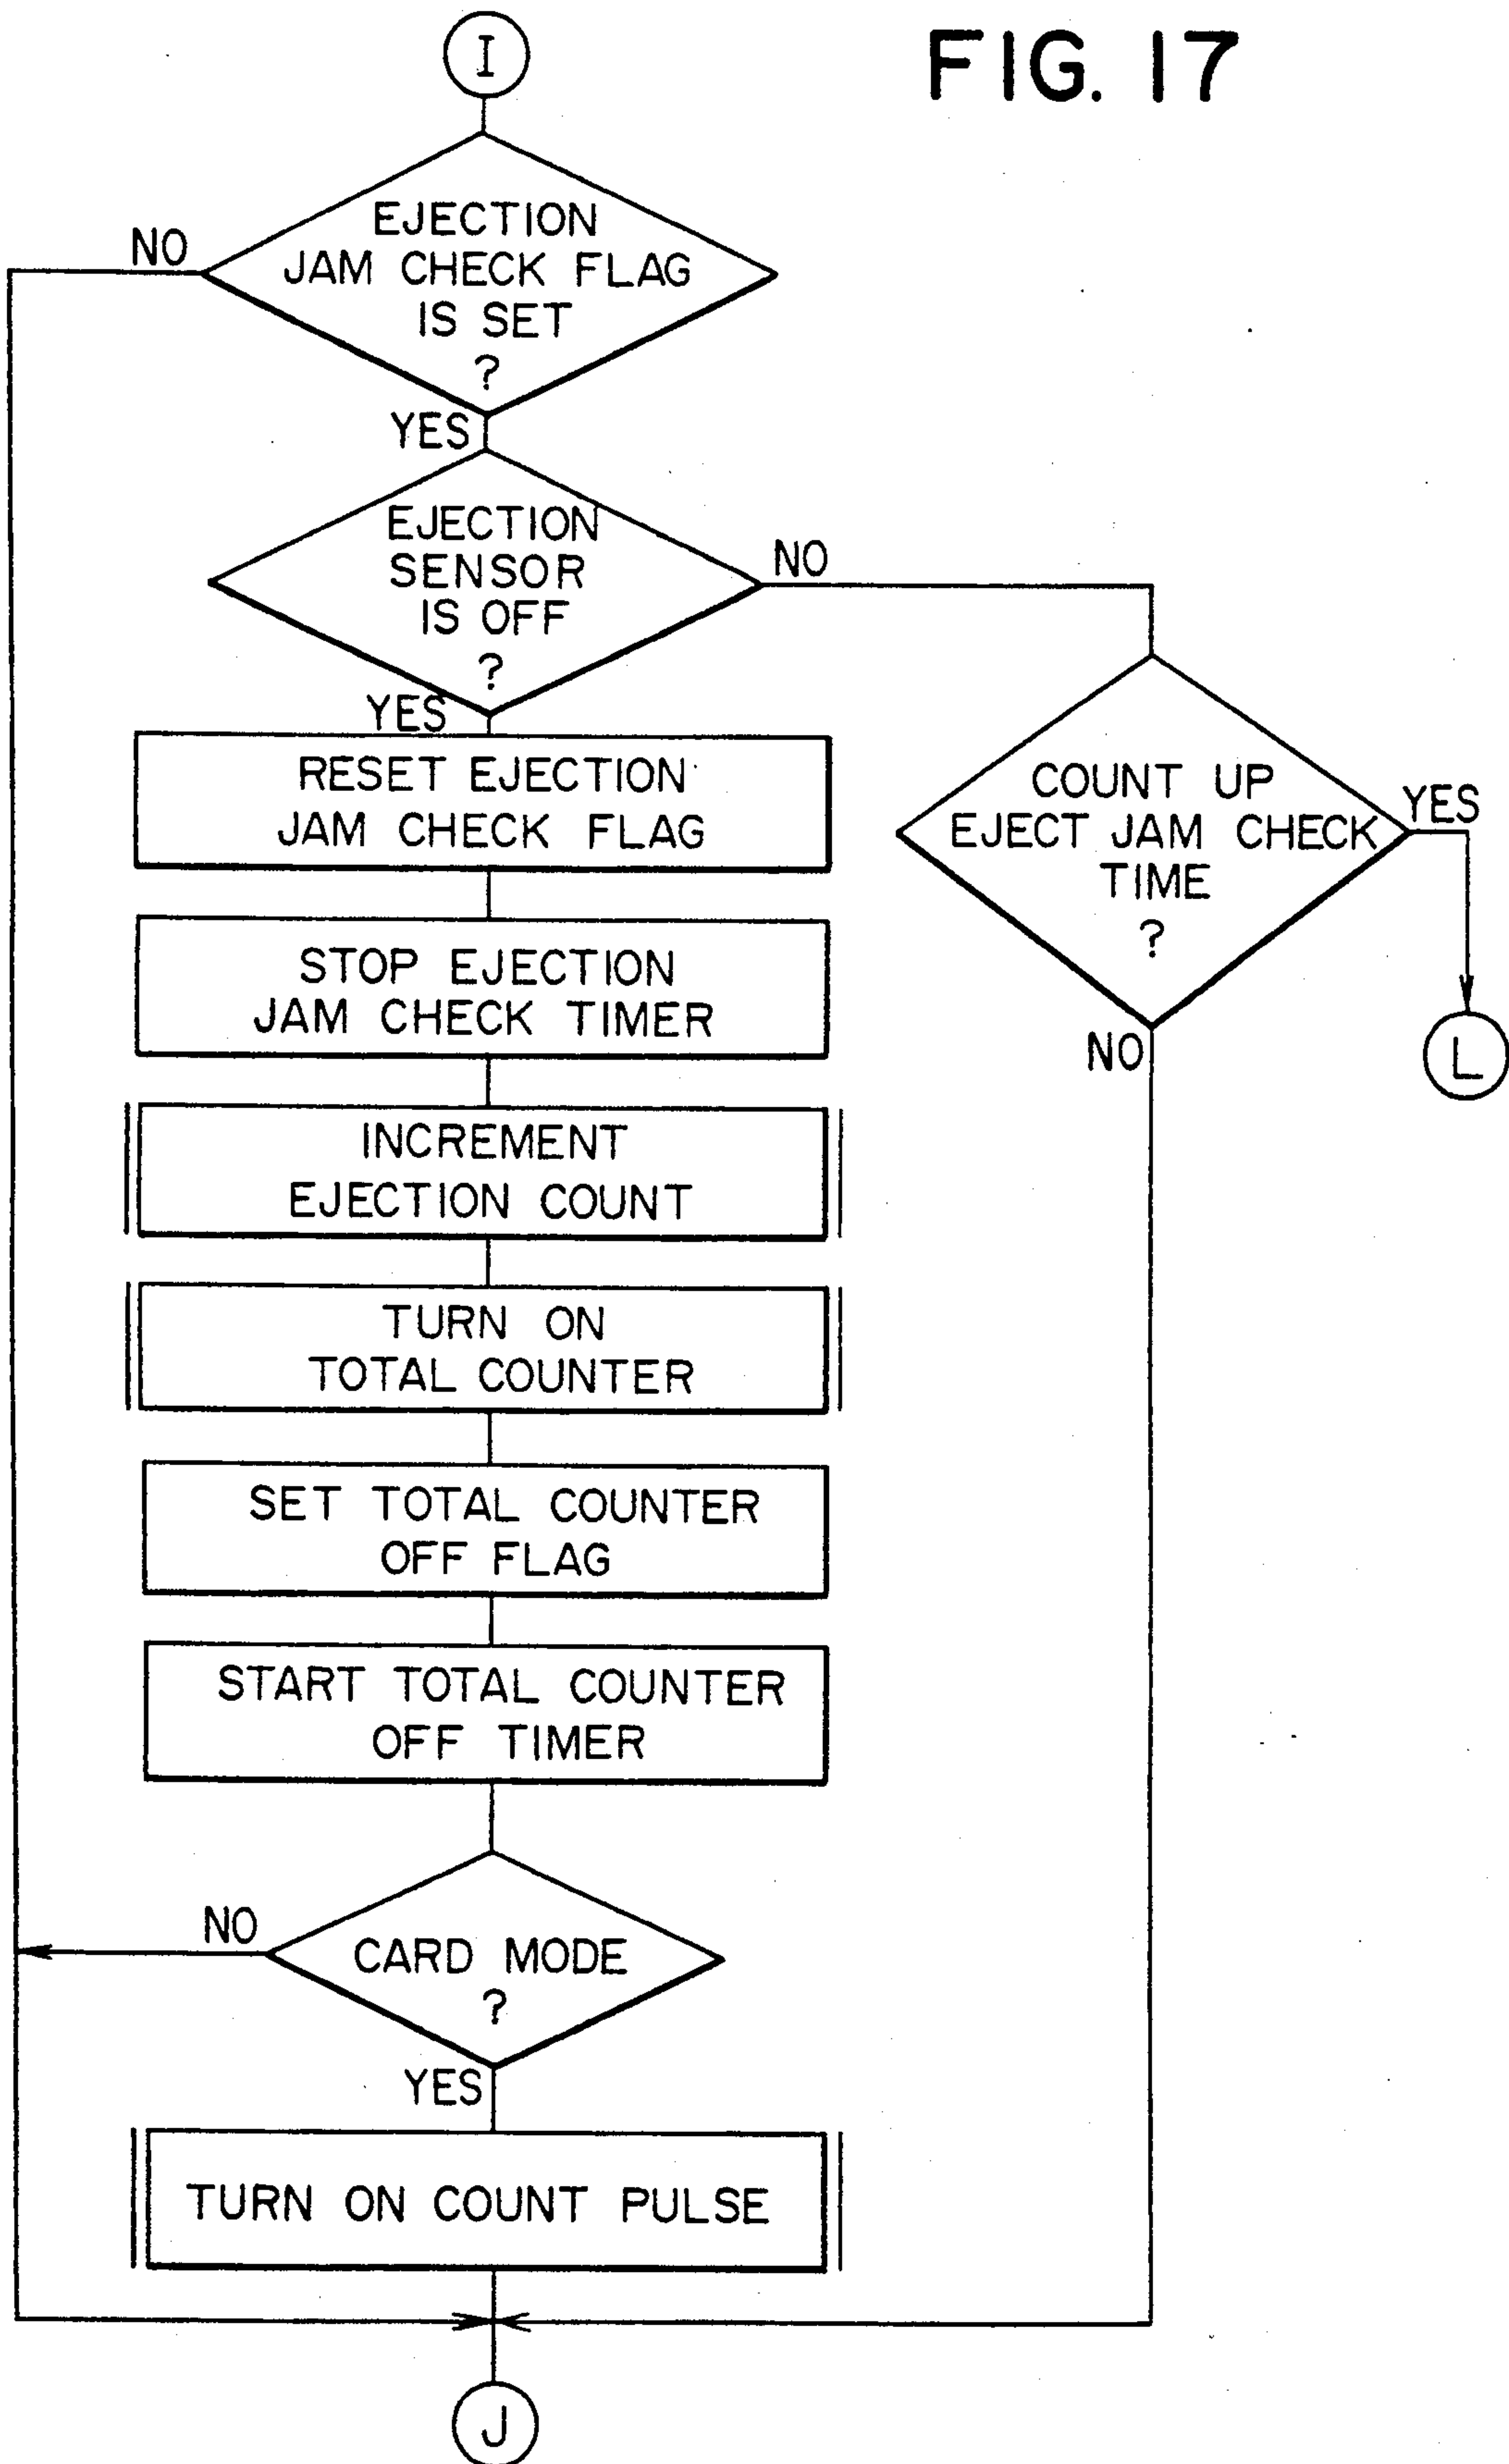 FIG. 17
I
EJECTION
JAM CHECK FLAG
IS SET
?
NO
YES
EJECTION
SENSOR
IS OFF
?
NO
YES
COUNT UP
EJECT JAM CHECK
TIME
?
YES
L
NO
RESET EJECTION
JAM CHECK FLAG
STOP EJECTION
JAM CHECK TIMER
INCREMENT
EJECTION COUNT
TURN ON
TOTAL COUNTER
SET TOTAL COUNTER
OFF FLAG
START TOTAL COUNTER
OFF TIMER
CARD MODE
?
NO
YES
TURN ON COUNT PULSE
J